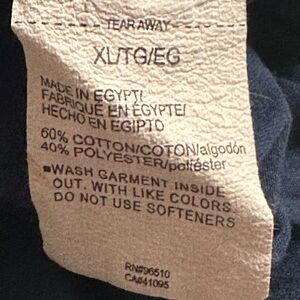 TEAR AWAY
XL/TG/EG
MADE IN EGYPT/
FABRIQUÉ EN ÉGYPTE/
HECHO EN EGIPTO
60% COTTON/COTON/algodón
40% POLYESTER/poliéster
■WASH GARMENT INSIDE
OUT. WITH LIKE COLORS.
DO NOT USE SOFTENERS
RN#96510
CA#41095